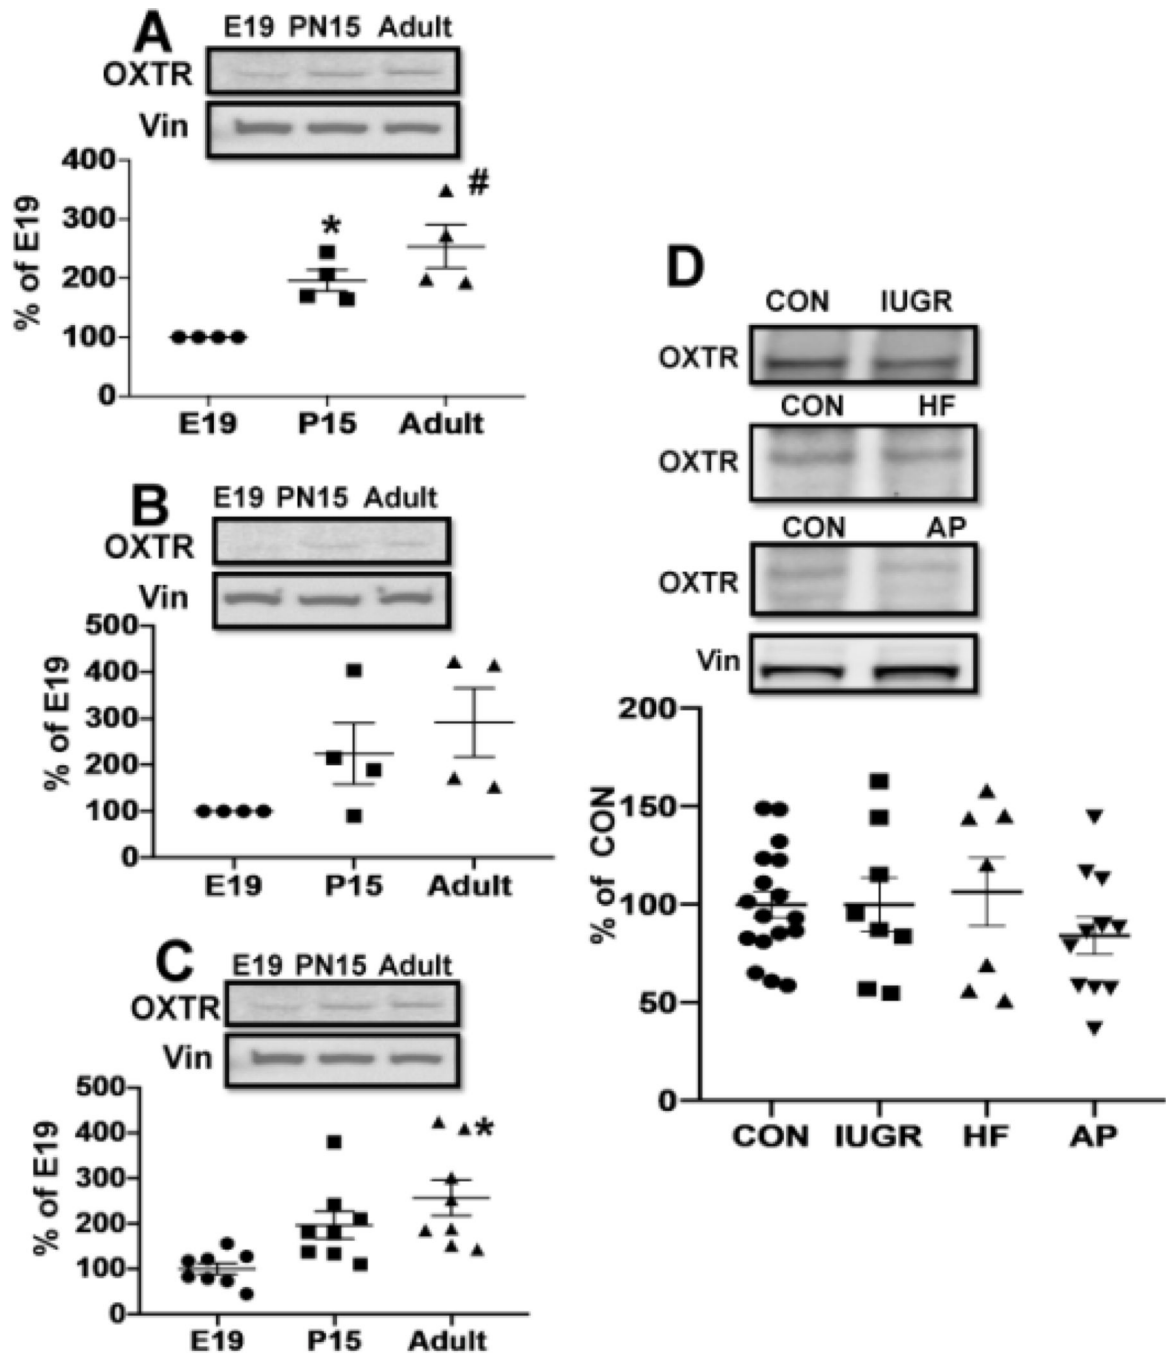 A
E19 PN15 Adult
OXTR
Vin
400
300
200
100
0
% of E19
*
#
E19 P15 Adult
B
E19 PN15 Adult
OXTR
Vin
500
400
300
200
100
0
% of E19
E19 P15 Adult
C
E19 PN15 Adult
OXTR
Vin
500
400
300
200
100
0
% of E19
*
E19 P15 Adult
D
CON IUGR
OXTR
CON HF
OXTR
CON AP
OXTR
Vin
200
150
100
50
0
% of CON
CON IUGR HF AP